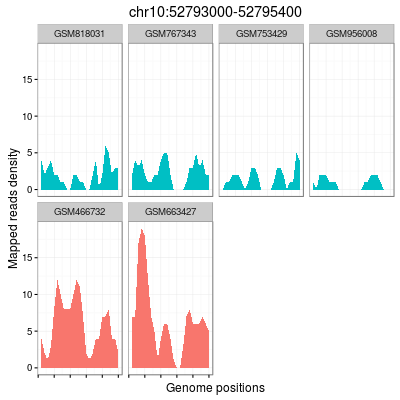 chr10:52793000-52795400
GSM818031 GSM767343 GSM753429 GSM956008
15
10
5
0
Mapped reads density
GSM466732 GSM663427
15
10
5
0
Genome positions